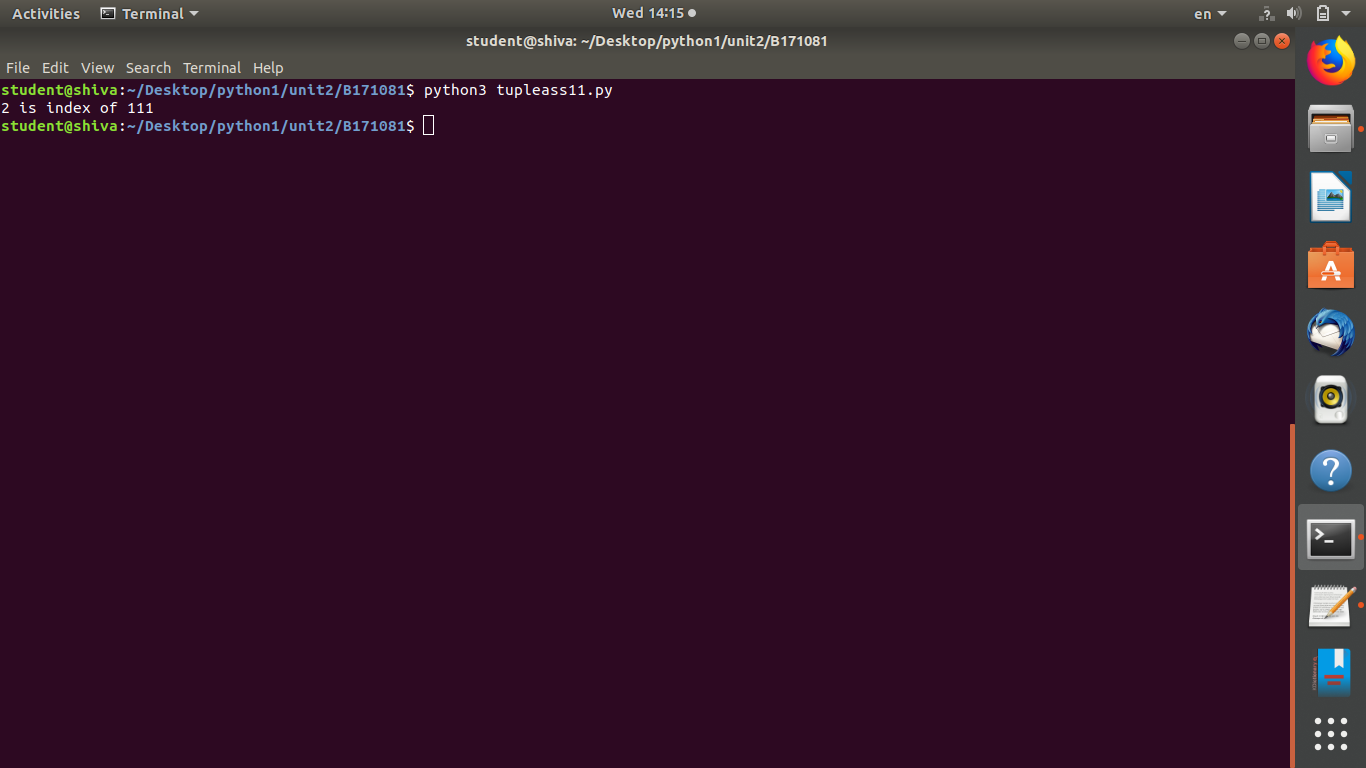 Activities Terminal Wed 14:15 en
student@shiva: ~/Desktop/python1/unit2/B171081
File Edit View Search Terminal Help
student@shiva:~/Desktop/python1/unit2/B171081$ python3 tupleass11.py
2 is index of 111
student@shiva:~/Desktop/python1/unit2/B171081$